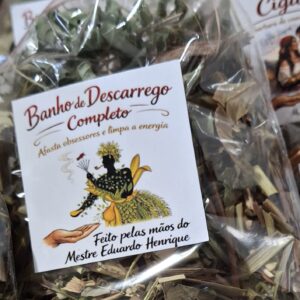 Banho de Descarrego
Completo
Afasta obsessores e limpa a energia
Feito pelas mãos do
Mestre Eduardo Henrique